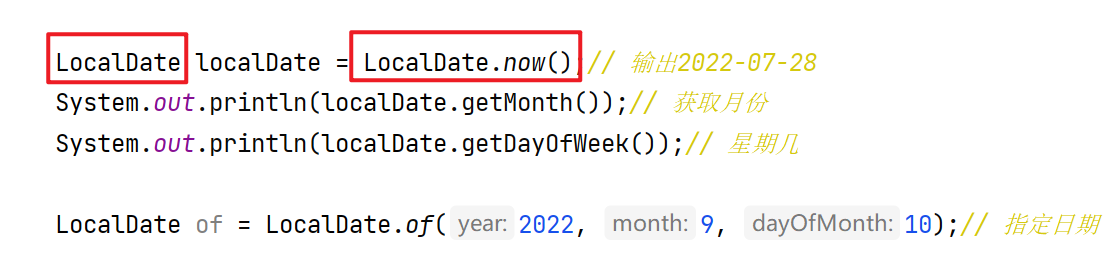 LocalDate localDate = LocalDate.now();// 输出2022-07-28
System.out.println(localDate.getMonth());// 获取月份
System.out.println(localDate.getDayOfWeek());// 星期几
LocalDate of = LocalDate.of( year: 2022, month: 9, dayOfMonth: 10);// 指定日期